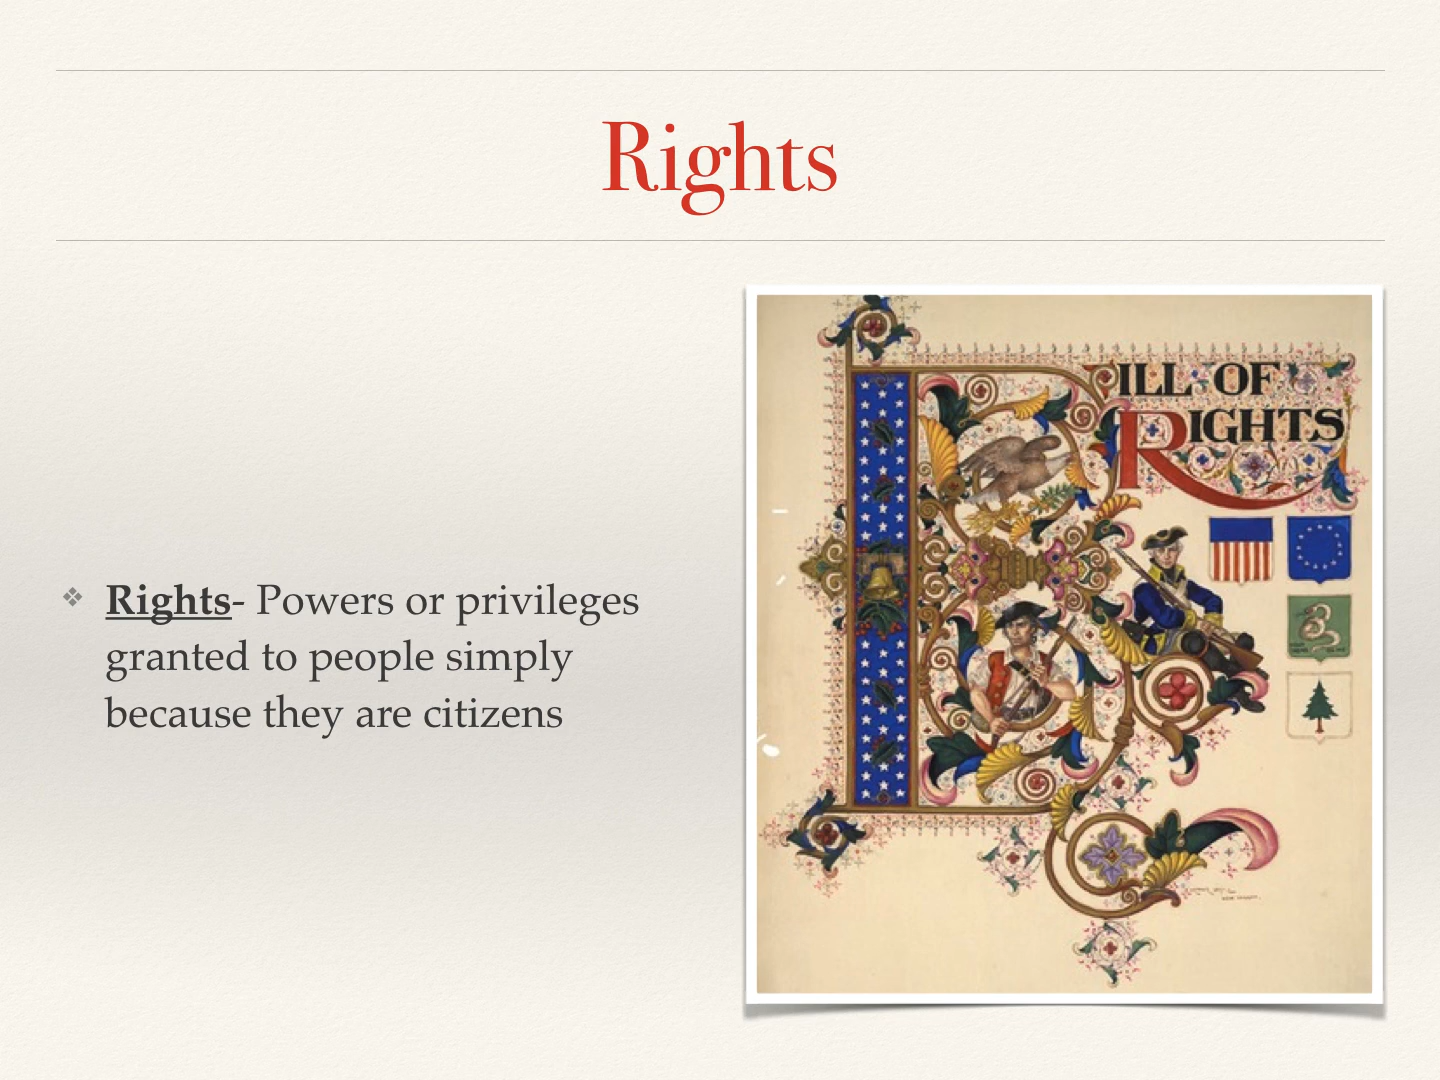 Rights
❖ Rights- Powers or privileges
granted to people simply
because they are citizens
BILL OF
RIGHTS